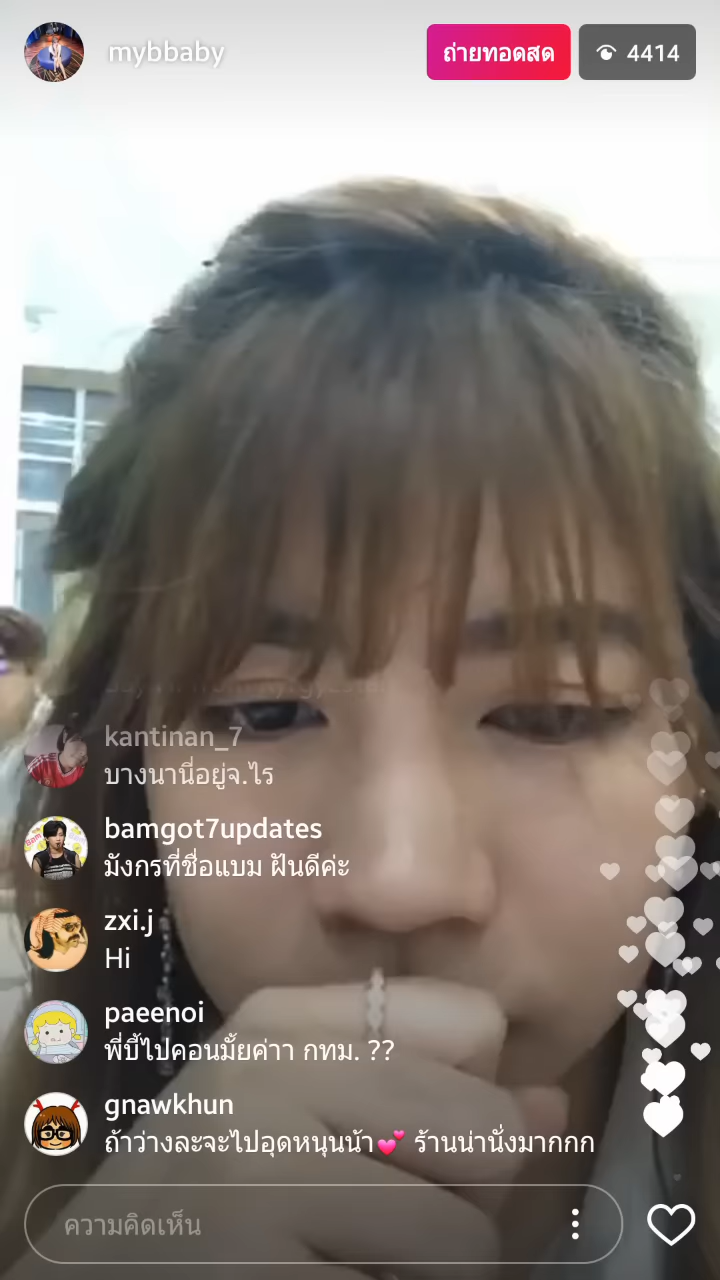 mybbaby
ถ่ายทอดสด
4414
kantinan_7
บางนานี่อยู่จ.ไร
bamgot7updates
มังกรที่ชื่อแบม ฝันดีค่ะ
zxi.j
Hi
paeenoi
พี่บี้ไปคอนมั้ยค่าา กทม. ??
gnawkhun
ถ้าว่างละจะไปอุดหนุนน้า💕 ร้านน่านั่งมากกก
ความคิดเห็น